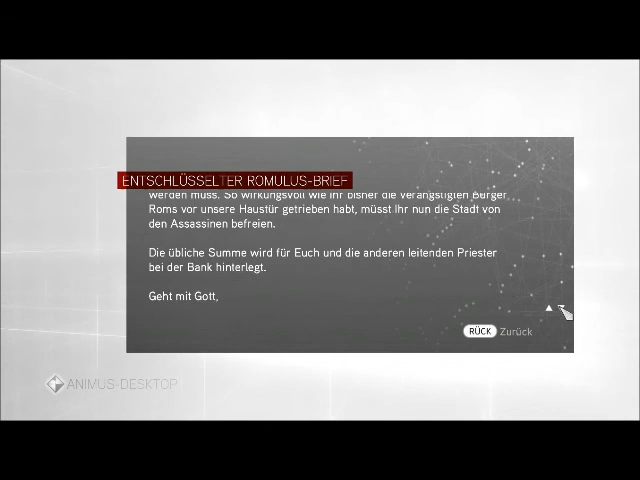 ENTSCHLÜSSELTER ROMULUS-BRIEF
werden muss. So wirkungsvoll wie ihr bisher die verängstigten Bürger
Roms vor unsere Haustür getrieben habt, müsst Ihr nun die Stadt von
den Assassinen befreien.
Die übliche Summe wird für Euch und die anderen leitenden Priester
bei der Bank hinterlegt.
Geht mit Gott,
RÜCK Zurück
ANIMUS-DESKTOP